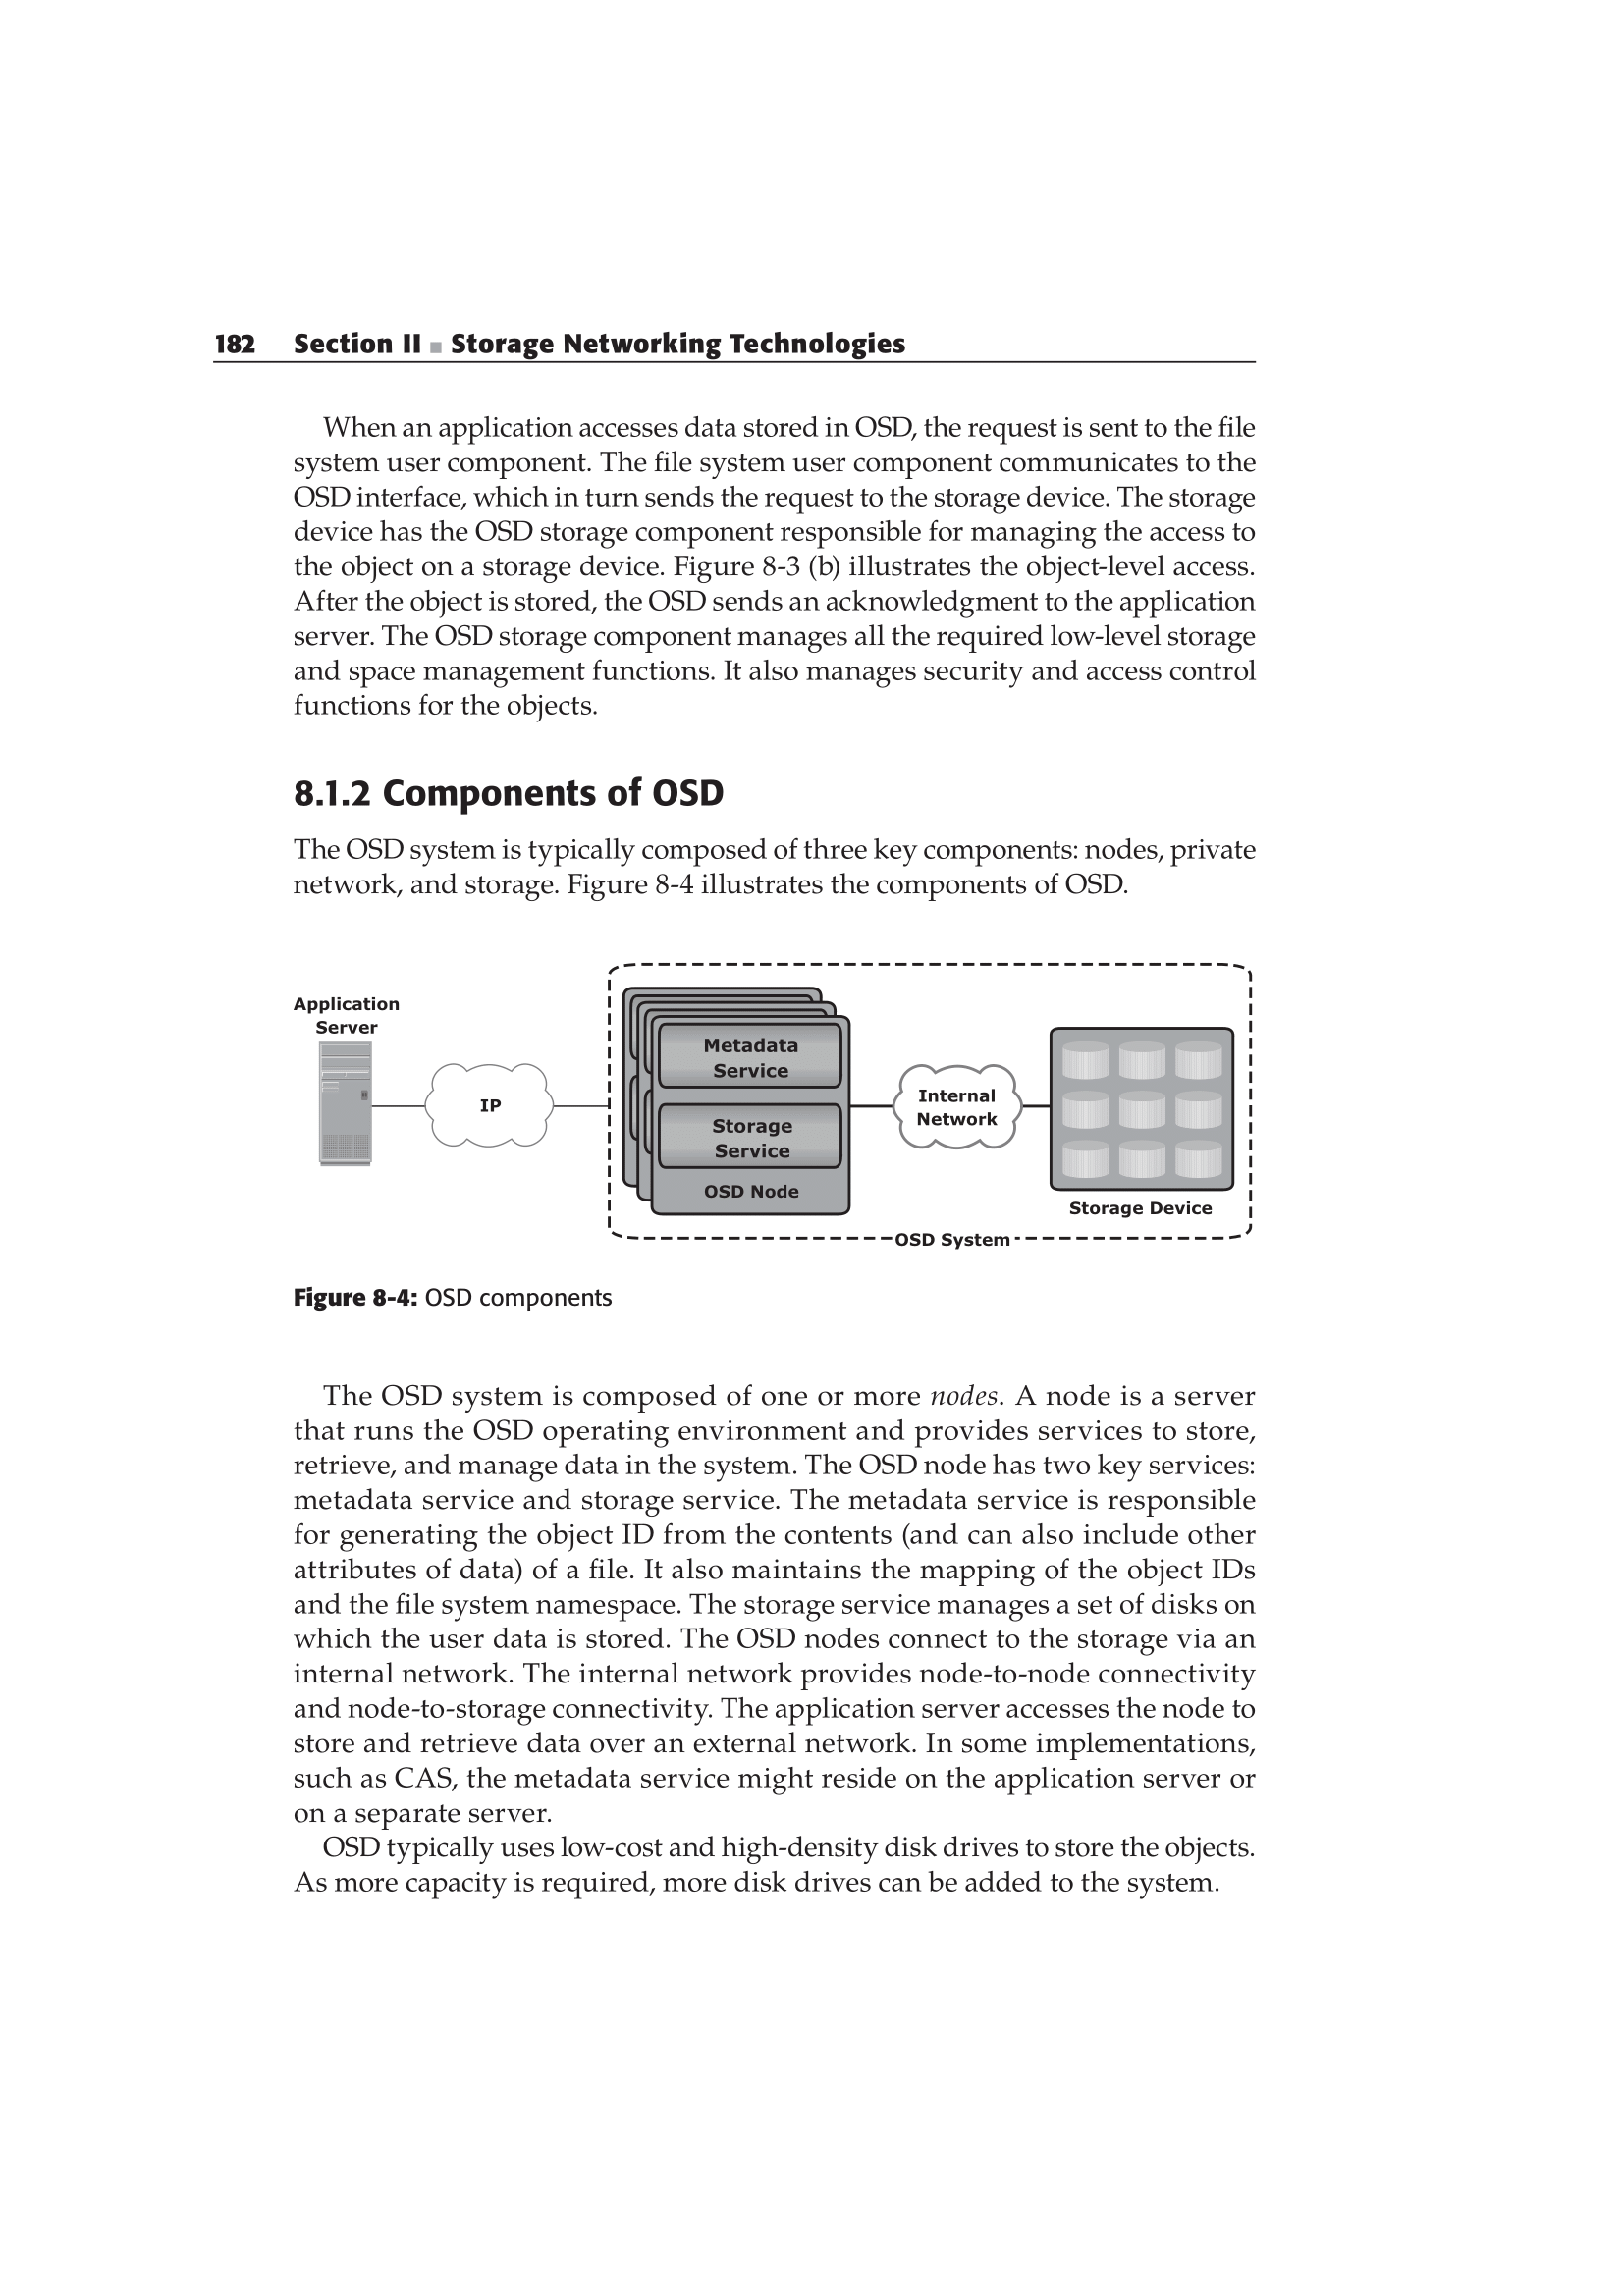 182 Section II ■ Storage Networking Technologies
When an application accesses data stored in OSD, the request is sent to the file
system user component. The file system user component communicates to the
OSD interface, which in turn sends the request to the storage device. The storage
device has the OSD storage component responsible for managing the access to
the object on a storage device. Figure 8-3 (b) illustrates the object-level access.
After the object is stored, the OSD sends an acknowledgment to the application
server. The OSD storage component manages all the required low-level storage
and space management functions. It also manages security and access control
functions for the objects.
8.1.2 Components of OSD
The OSD system is typically composed of three key components: nodes, private
network, and storage. Figure 8-4 illustrates the components of OSD.
Application
Server
IP
Metadata
Service
Storage
Service
OSD Node
Internal
Network
Storage Device
OSD System
Figure 8-4: OSD components
The OSD system is composed of one or more nodes. A node is a server
that runs the OSD operating environment and provides services to store,
retrieve, and manage data in the system. The OSD node has two key services:
metadata service and storage service. The metadata service is responsible
for generating the object ID from the contents (and can also include other
attributes of data) of a file. It also maintains the mapping of the object IDs
and the file system namespace. The storage service manages a set of disks on
which the user data is stored. The OSD nodes connect to the storage via an
internal network. The internal network provides node-to-node connectivity
and node-to-storage connectivity. The application server accesses the node to
store and retrieve data over an external network. In some implementations,
such as CAS, the metadata service might reside on the application server or
on a separate server.
OSD typically uses low-cost and high-density disk drives to store the objects.
As more capacity is required, more disk drives can be added to the system.